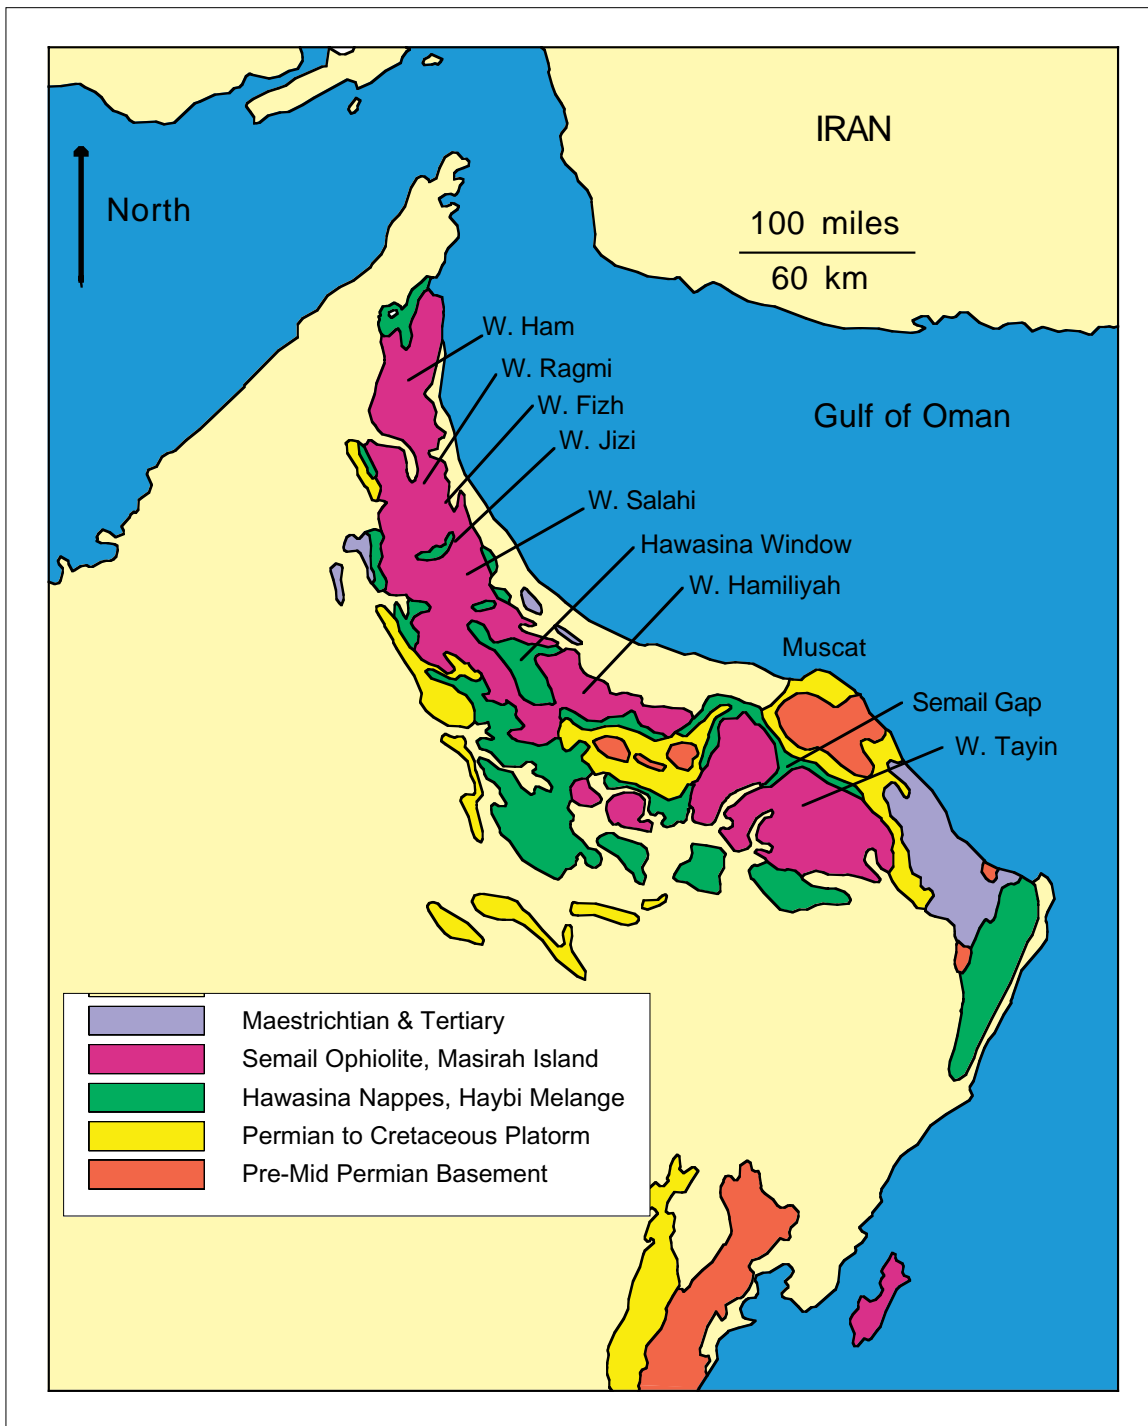 IRAN
North
100 miles
60 km
W. Ham
W. Ragmi
W. Fizh
Gulf of Oman
W. Jizi
W. Salahi
Hawasina Window
W. Hamiliyah
Muscat
Semail Gap
W. Tayin
Maestrichtian & Tertiary
Semail Ophiolite, Masirah Island
Hawasina Nappes, Haybi Melange
Permian to Cretaceous Platorm
Pre-Mid Permian Basement